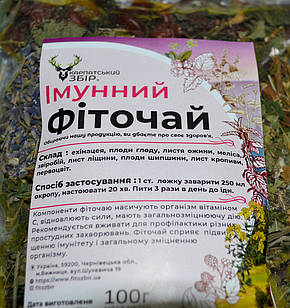 КАРПАТСЬКИЙ
ЗБІР
Імунний
Фіточай
Обираючи нашу продукцію, ви дбаєте про своє здоров'я.
Склад : ехінацея, плоди глоду, листя ожини, меліса,
звіробій, лист ліщини, плоди шипшини, лист кропиви,
первоцвіт.
Спосіб застосування : 1 ст. ложку заварити 250 мл
окропу, настоювати 20 хв. Пити 3 рази в день до їди.
Компоненти фіточаю насичують організм вітаміном
С, відновлюють сили, мають загальнозміцнюючу дію.
Рекомендується вживати для профілактики різних
простудних захворювань. Фіточай сприяє підви-
щенню імунітету і загальному зміцненню
організму.
Україна, 59200, Чернівецька обл.,
м.Вижниця, вул.Шухевича 19
https://fitozbir
fitozbir.ua
Дата виготовлення
100г